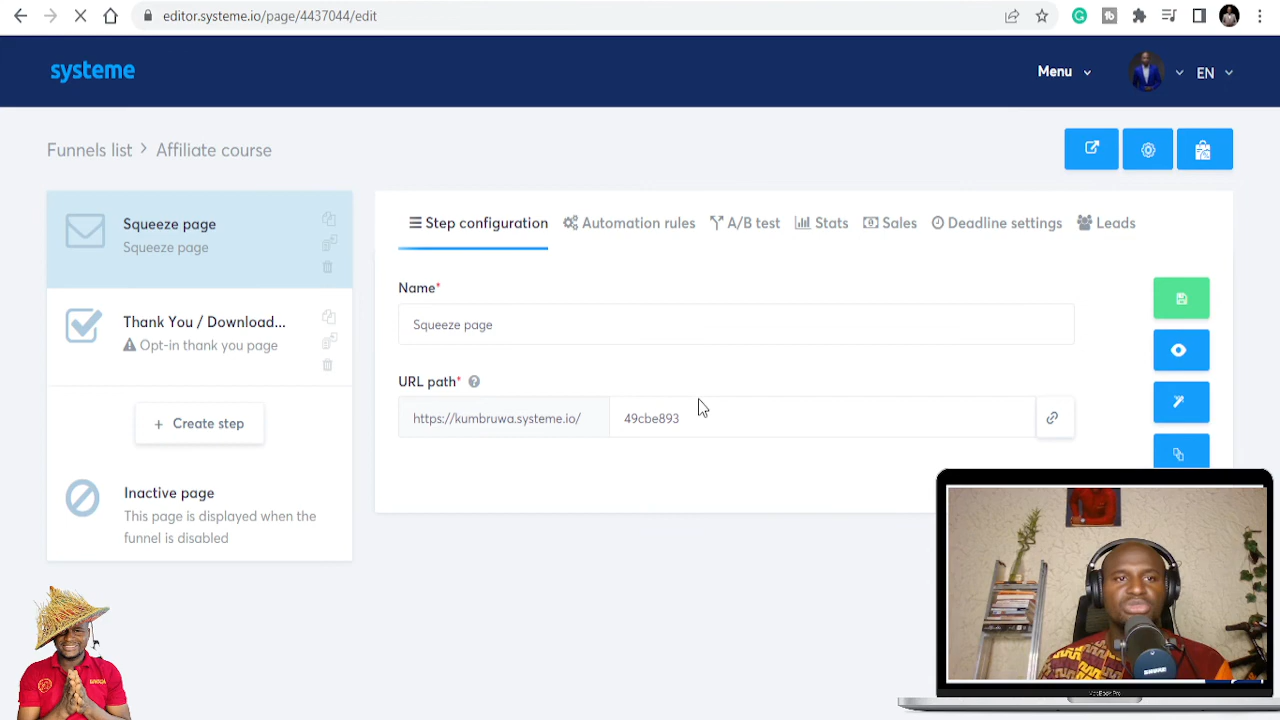 editor.systeme.io/page/4437044/edit
systeme
Menu
EN
Funnels list > Affiliate course
Squeeze page
Squeeze page
Thank You / Download...
Opt-in thank you page
+ Create step
Inactive page
This page is displayed when the
funnel is disabled
Step configuration Automation rules A/B test Stats Sales Deadline settings Leads
Name*
Squeeze page
URL path* ?
https://kumbruwa.systeme.io/ 49cbe893
SHURE
MacBook Pro